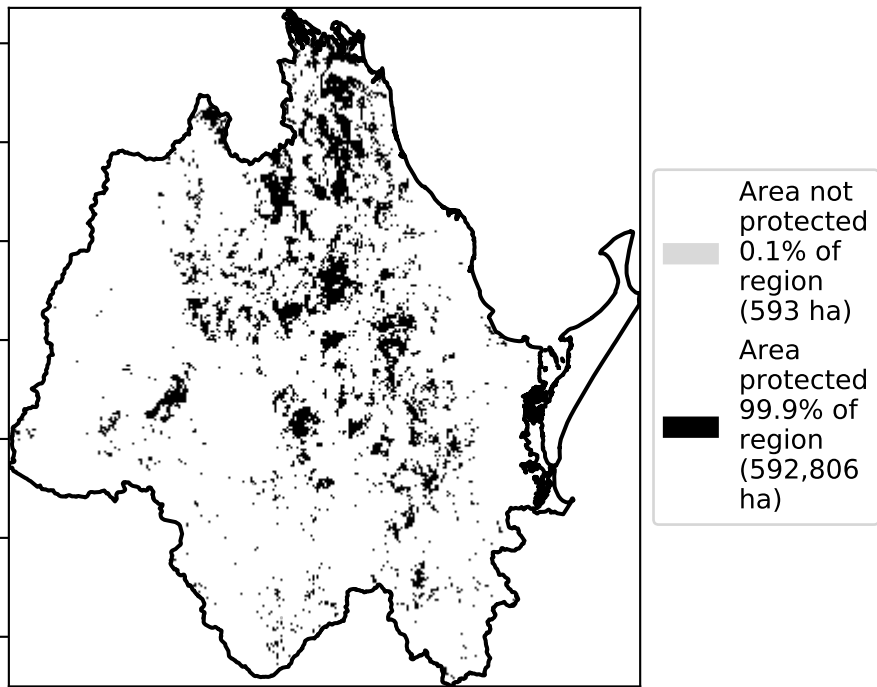 Area not
protected
0.1% of
region
(593 ha)
Area
protected
99.9% of
region
(592,806
ha)